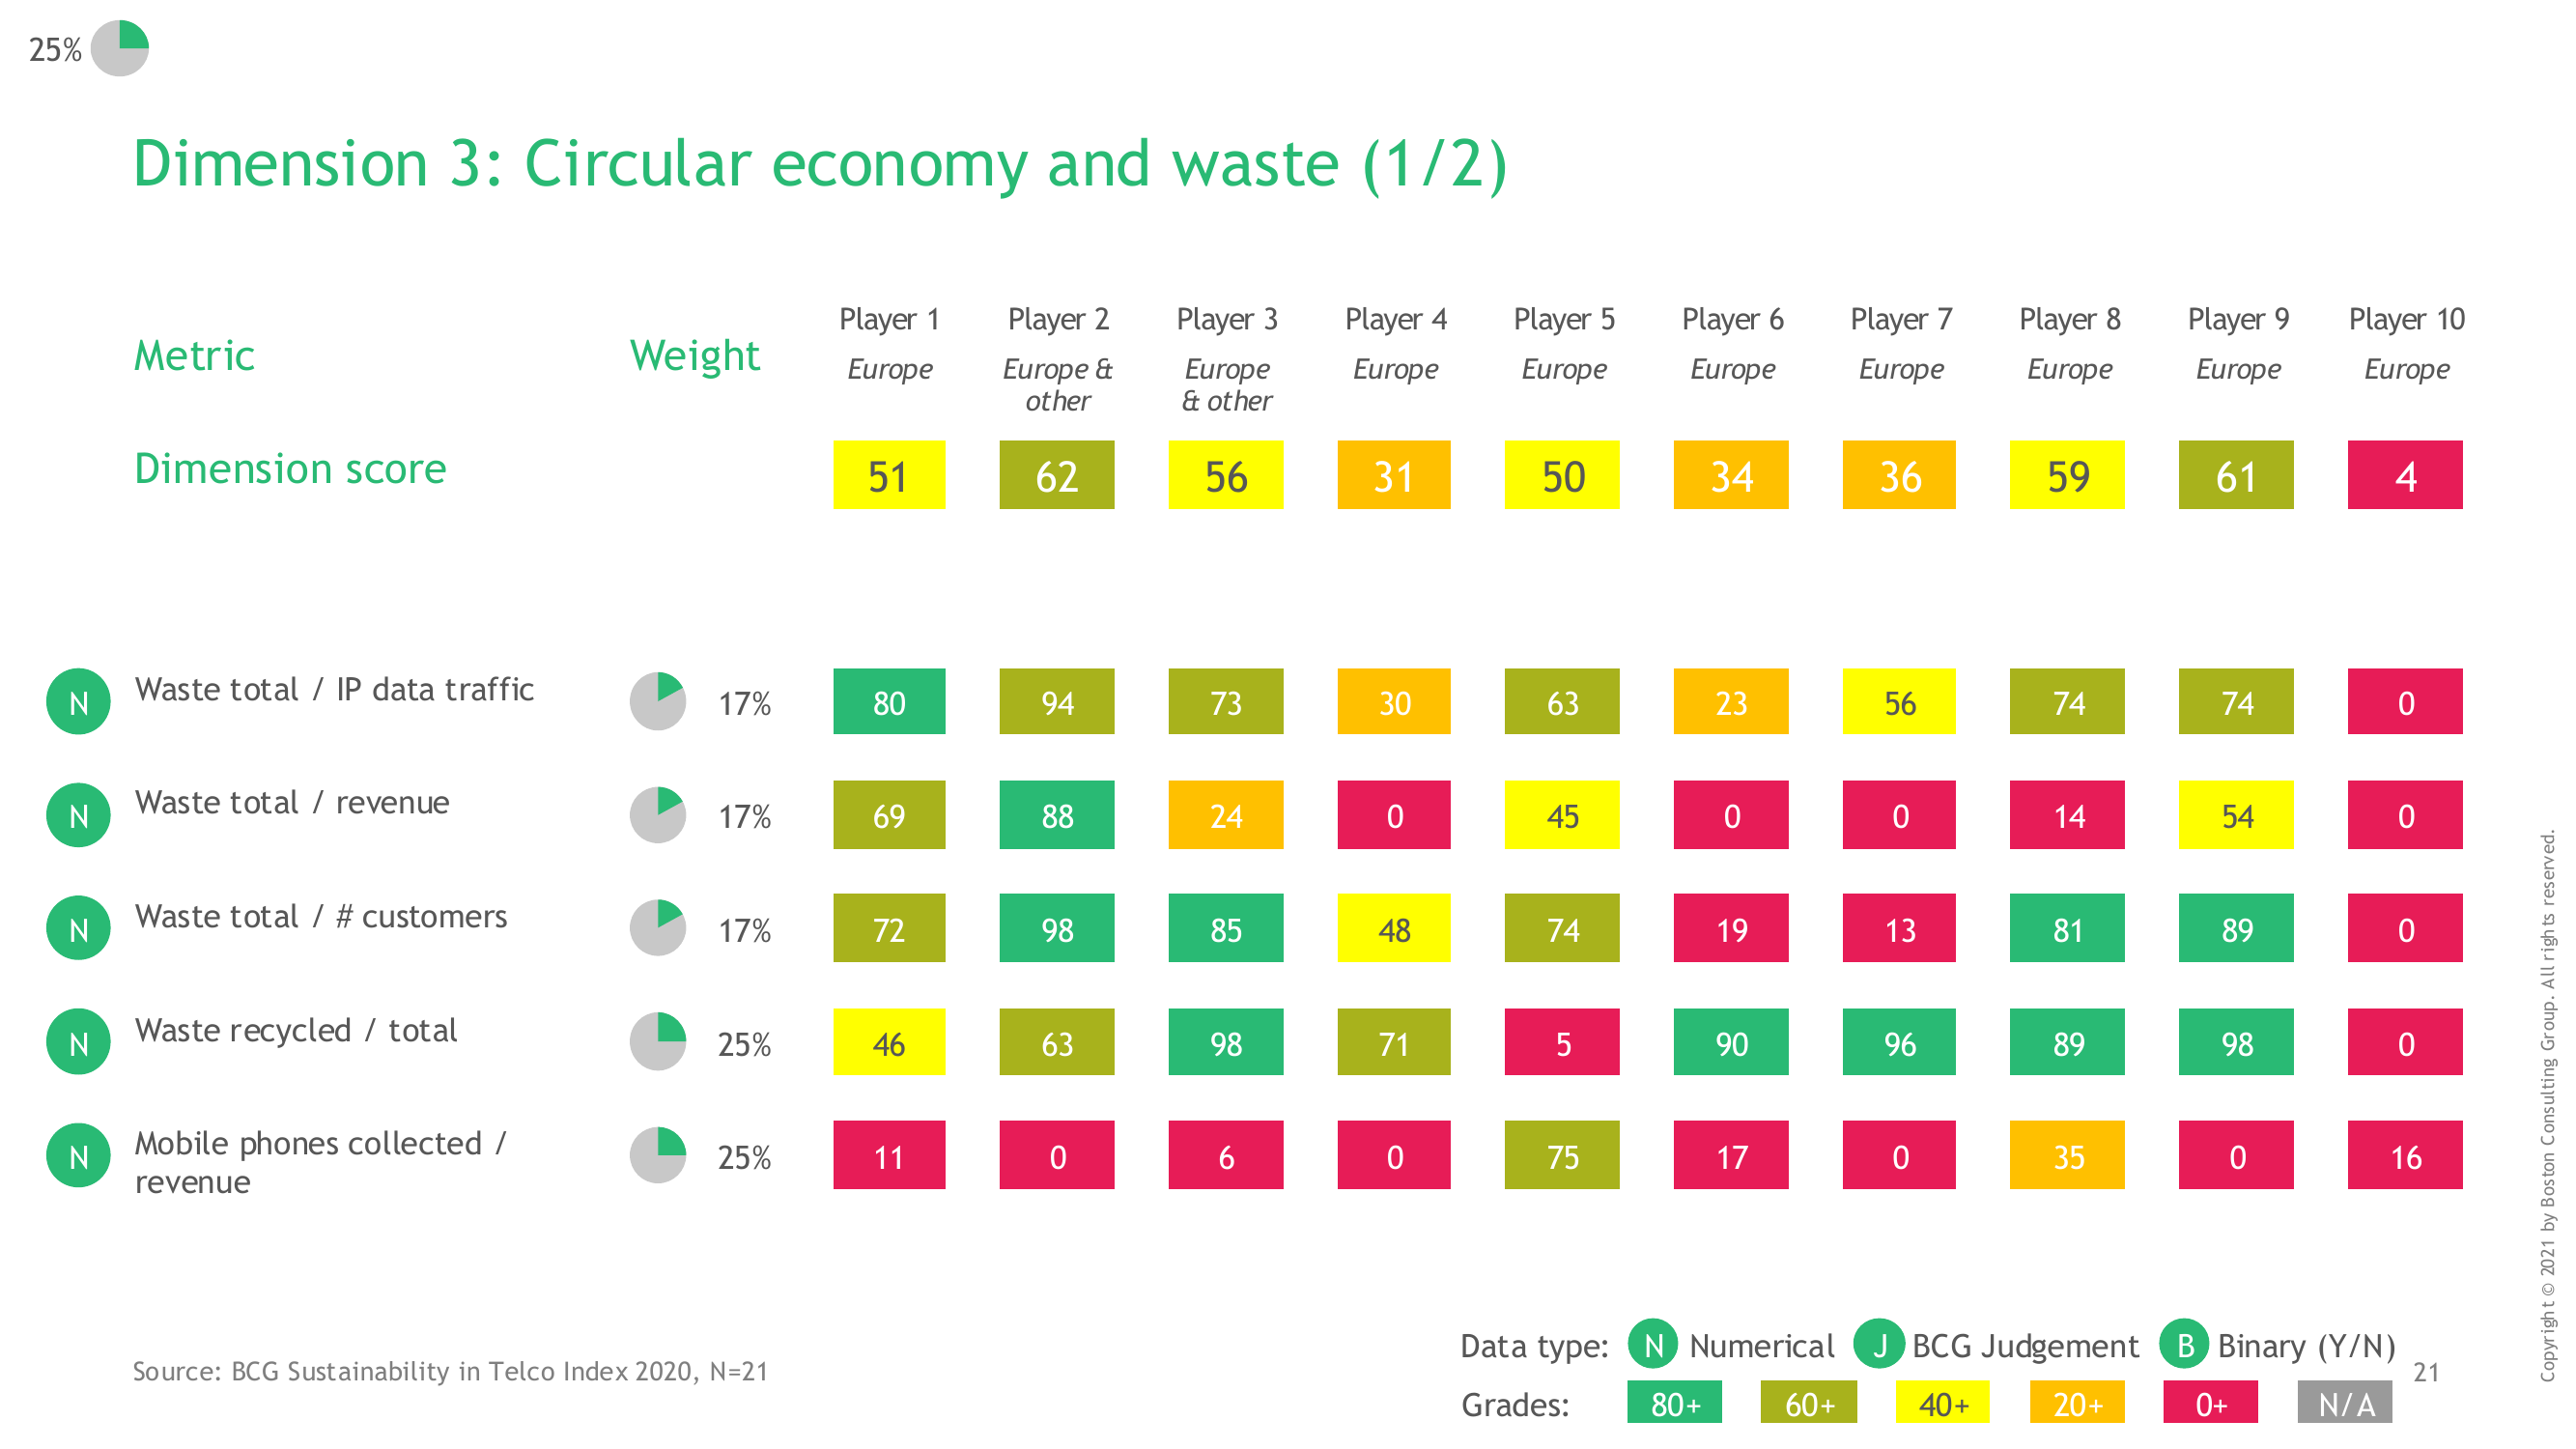 25%
Dimension 3: Circular economy and waste (1/2)
Metric
Weight
Player 1
Europe
Player 2
Europe &
other
Player 3
Europe
& other
Player 4
Europe
Player 5
Europe
Player 6
Europe
Player 7
Europe
Player 8
Europe
Player 9
Europe
Player 10
Europe
Dimension score 51 62 56 31 50 34 36 59 61 4
N Waste total / IP data traffic 17% 80 94 73 30 63 23 56 74 74 0
N Waste total / revenue 17% 69 88 24 0 45 0 0 14 54 0
N Waste total / # customers 17% 72 98 85 48 74 19 13 81 89 0
N Waste recycled / total 25% 46 63 98 71 5 90 96 89 98 0
N Mobile phones collected /
revenue 25% 11 0 6 0 75 17 0 35 0 16
Data type: N Numerical J BCG Judgement B Binary (Y/N)
Grades: 80+ 60+ 40+ 20+ 0+ N/A
Source: BCG Sustainability in Telco Index 2020, N=21
21
Copyright © 2021 by Boston Consulting Group. All rights reserved.